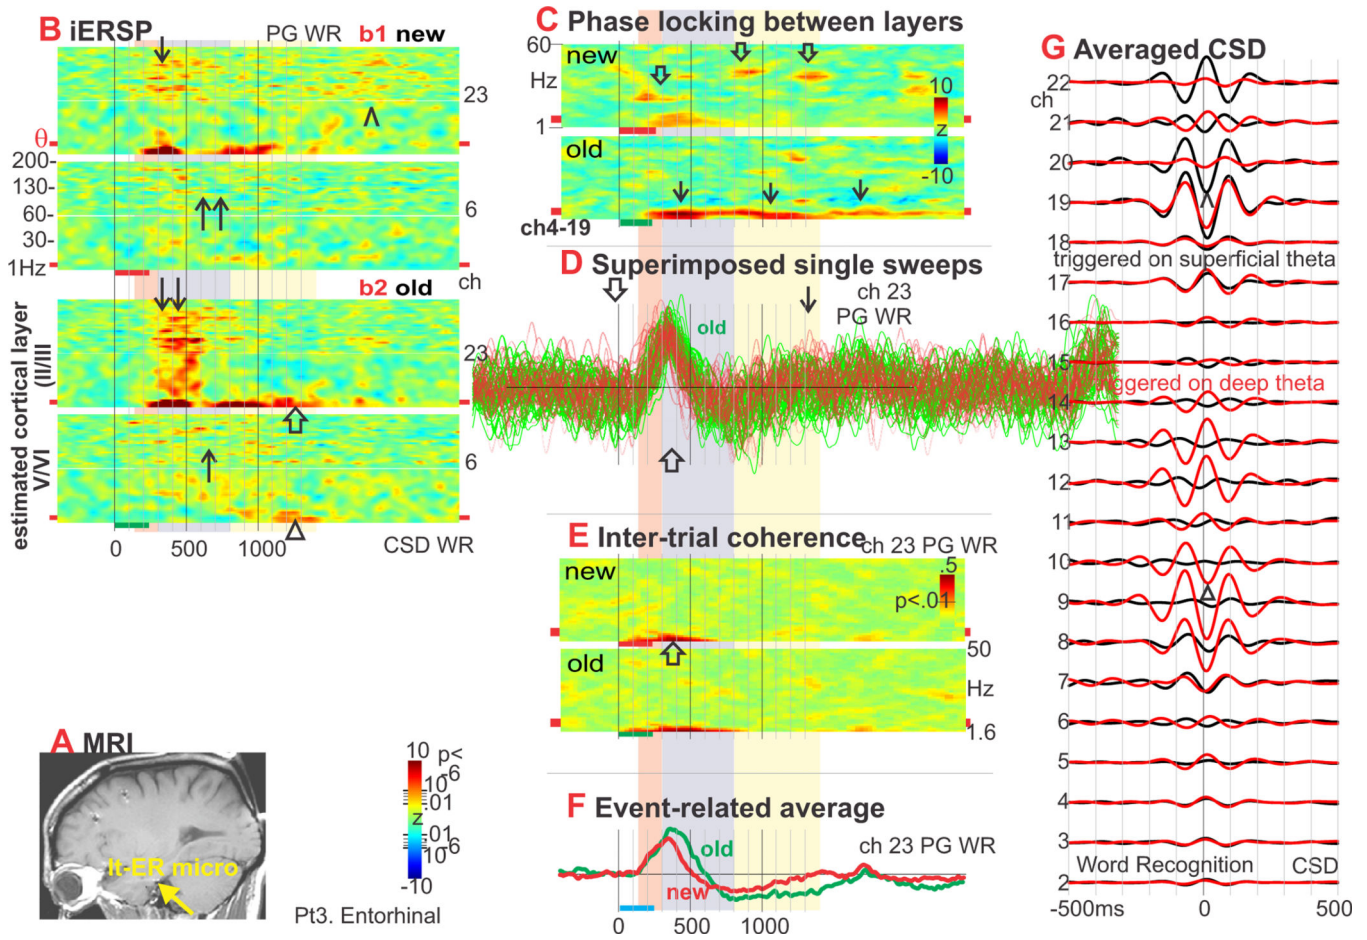 B iERSP PG WR b1 new
23
θ
200
130-
60-
30-
1Hz
6
ch
b2 old
23
6
estimated cortical layer
(II/III
V/VI
0 500 1000 CSD WR
A MRI
lt-ER micro
Pt3. Entorhinal
10 p<
-6
10
.01
z
.01
-6
10
-10
C Phase locking between layers
60
Hz
1
new
10
z
-10
old
ch4-19
D Superimposed single sweeps
ch 23
PG WR
old
E Inter-trial coherence ch 23 PG WR
new
.5
p<.01
50
old
Hz
1.6
F Event-related average
ch 23 PG WR
old
new
0 500 1000
G Averaged CSD
22
ch
21
20
19
18
triggered on superficial theta
17
16
15
riggered on deep theta
14
13
12
11
10
9
8
7
6
5
4
3
Word Recognition CSD
2
-500ms 0 500